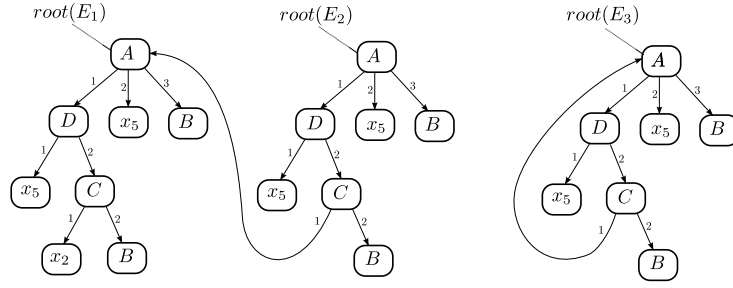 root(E₁) root(E₂) root(E₃)
A A A
1 2 3 1 2 3 1 2 3
D x₅ B D x₅ B D x₅ B
1 2 1 2 1 2
x₅ C x₅ C x₅ C
1 2 1 2 1 2
x₂ B B B